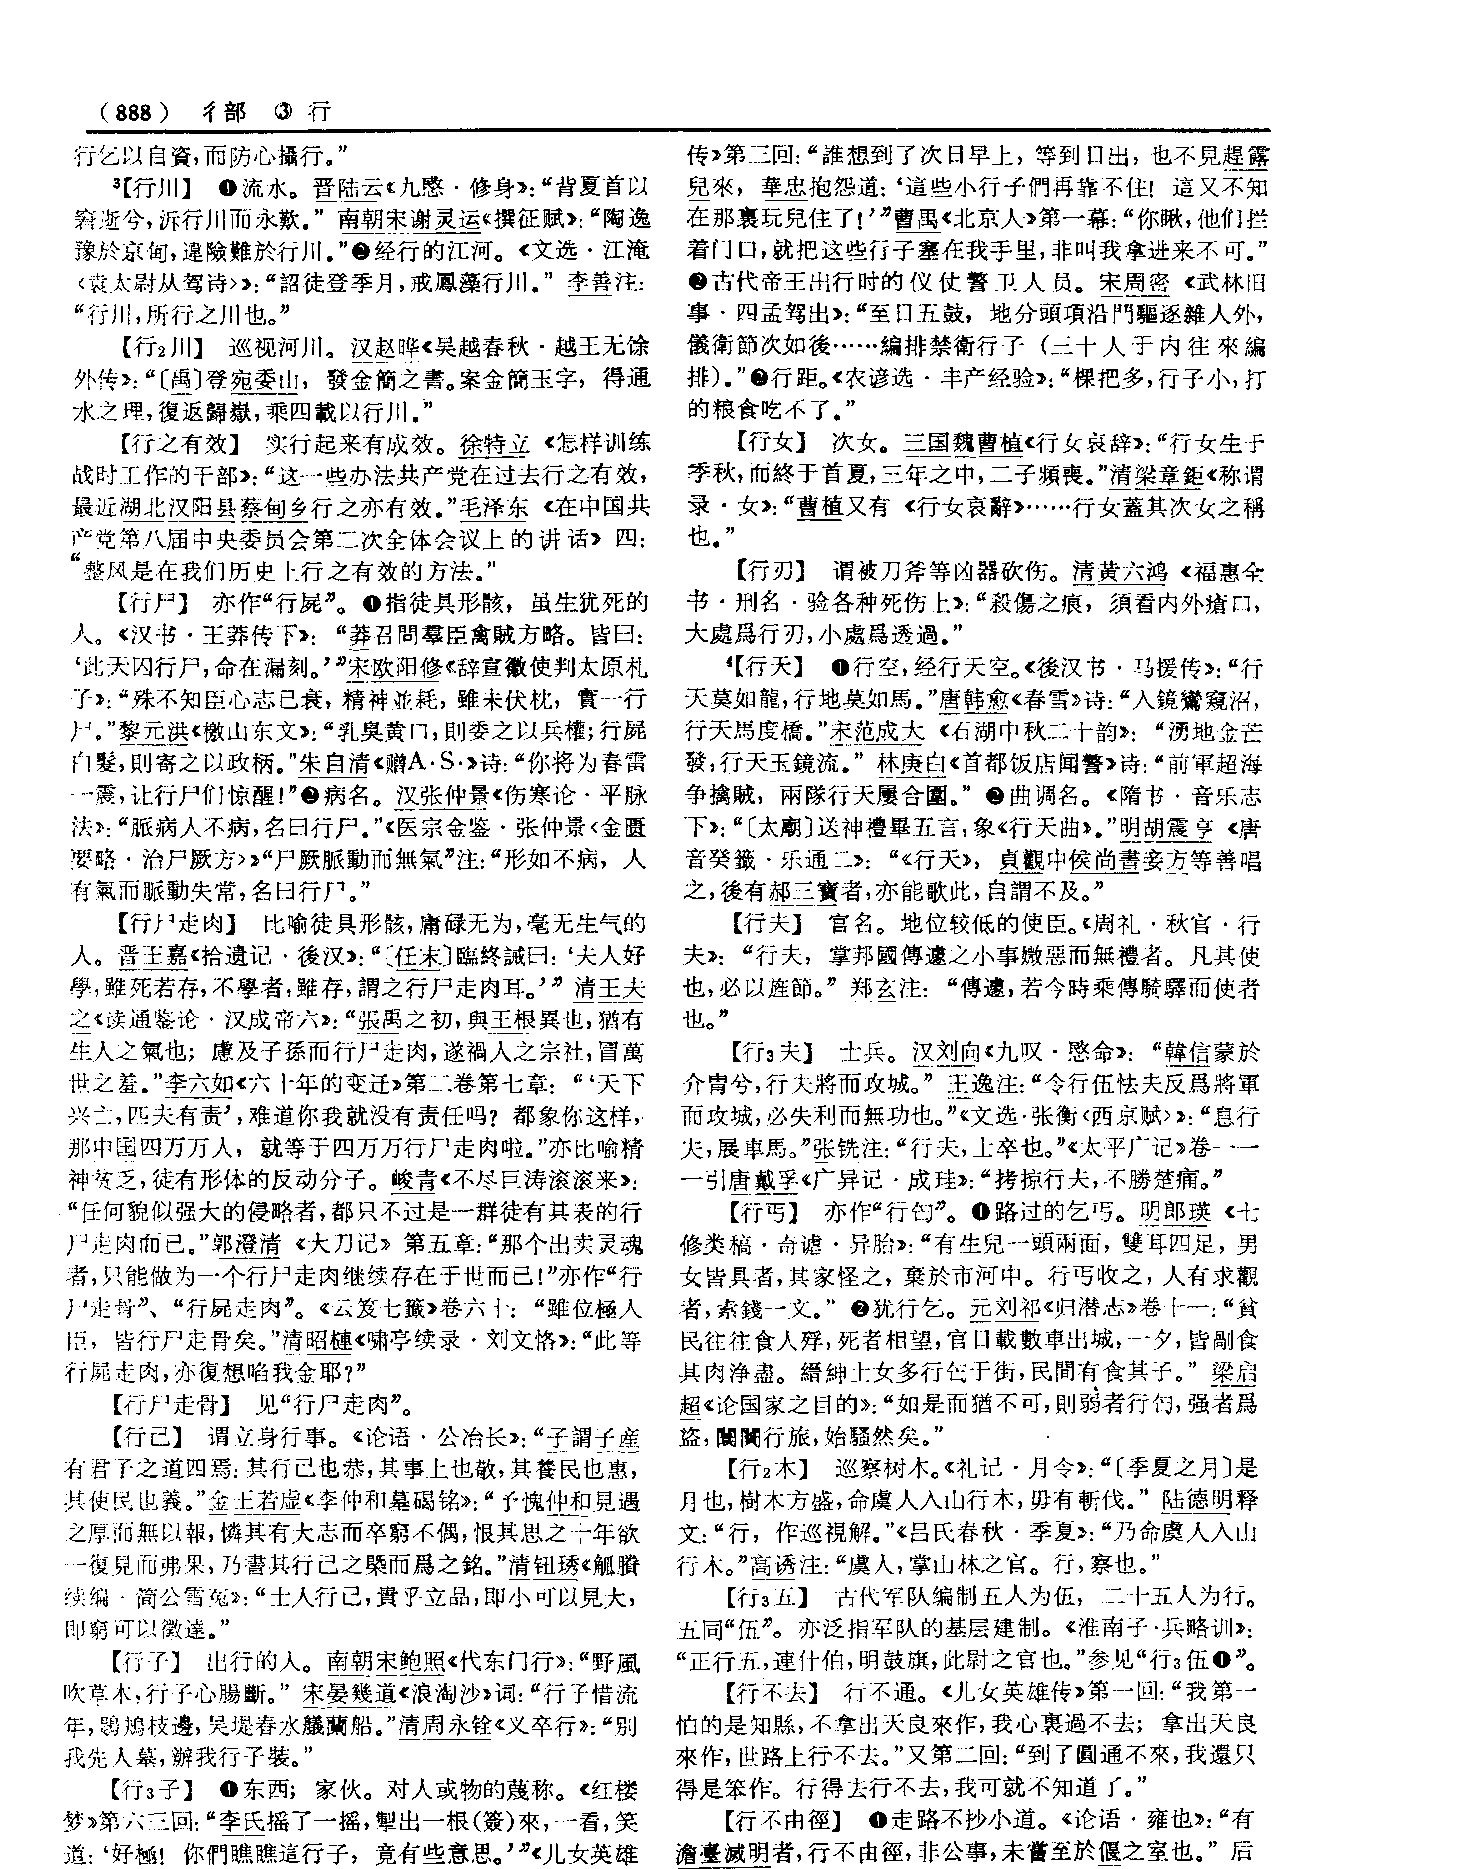 （888） 彳部 ③ 行
行乞以自資，而防心攝行。”
³【行川】 ❶流水。晋陆云《九愍·修身》：“背夏首以
窮逝兮，泝行川而永歎。” 南朝宋谢灵运《撰征赋》：“陶逸
豫於京甸，違險難於行川。”❷经行的江河。《文选·江淹
〈袁太尉从驾诗〉》：“詔徒登季月，戒鳳藻行川。” 李善注：
“行川，所行之川也。”
【行₂川】 巡视河川。汉赵晔《吴越春秋·越王无馀
外传》：“〔禹〕登宛委山，發金簡之書。案金簡玉字，得通
水之理，復返歸嶽，乘四載以行川。”
【行之有效】 实行起来有成效。徐特立《怎样训练
战时工作的干部》：“这一些办法共产党在过去行之有效，
最近湖北汉阳县蔡甸乡行之亦有效。”毛泽东《在中国共
产党第八届中央委员会第二次全体会议上的讲话》四：
“整风是在我们历史上行之有效的方法。”
【行尸】 亦作“行屍”。❶指徒具形骸，虽生犹死的
人。《汉书·王莽传下》：“莽召問羣臣禽賊方略。皆曰：
‘此天囚行尸，命在漏刻。’”宋欧阳修《辞宣徽使判太原札
子》：“殊不知臣心志已衰，精神並耗，雖未伏枕，實一行
尸。”黎元洪《檄山东文》：“乳臭黄口，則委之以兵權；行屍
白髮，則寄之以政柄。”朱自清《赠A·S·》诗：“你将为春雷
一震，让行尸们惊醒！”❷病名。汉张仲景《伤寒论·平脉
法》：“脈病人不病，名曰行尸。”《医宗金鉴·张仲景〈金匮
要略·治尸厥方〉》“尸厥脈動而無氣”注：“形如不病，人
有氣而脈動失常，名曰行尸。”
【行尸走肉】 比喻徒具形骸，庸碌无为，毫无生气的
人。晋王嘉《拾遗记·後汉》：“〔任末〕臨終誡曰：‘夫人好
學，雖死若存，不學者，雖存，謂之行尸走肉耳。’”清王夫
之《读通鉴论·汉成帝六》：“張禹之初，與王根異也，猶有
生人之氣也；慮及子孫而行尸走肉，遂禍人之宗社，冒萬
世之羞。”李六如《六十年的变迁》第二卷第七章：“‘天下
兴亡，匹夫有责’，难道你我就没有责任吗？都象你这样，
那中国四万万人，就等于四万万行尸走肉啦。”亦比喻精
神贫乏，徒有形体的反动分子。峻青《不尽巨涛滚滚来》：
“任何貌似强大的侵略者，都只不过是一群徒有其表的行
尸走肉而已。”郭澄清《大刀记》第五章：“那个出卖灵魂
者，只能做为一个行尸走肉继续存在于世而已！”亦作“行
尸走骨”、“行屍走肉”。《云笈七籤》卷六十：“雖位極人
臣，皆行尸走骨矣。”清昭槤《啸亭续录·刘文恪》：“此等
行屍走肉，亦復想啗我金耶？”
【行尸走骨】 见“行尸走肉”。
【行己】 谓立身行事。《论语·公冶长》：“子謂子産
有君子之道四焉：其行己也恭，其事上也敬，其養民也惠，
其使民也義。”金王若虚《李仲和墓碣铭》：“予愧仲和見遇
之厚而無以報，憐其有大志而卒窮不偶，恨其思之十年欲
一復見而弗果，乃書其行己之槩而爲之銘。”清钮琇《觚賸
续编·简公雪冤》：“士人行己，貴乎立品，即小可以見大，
即窮可以徵達。”
【行子】 出行的人。南朝宋鲍照《代东门行》：“野風
吹草木，行子心腸斷。” 宋晏幾道《浪淘沙》词：“行子惜流
年，鶗鴂枝邊，吴堤春水艤蘭船。”清周永铨《义卒行》：“别
我先人墓，辦我行子裝。”
【行₃子】 ❶东西；家伙。对人或物的蔑称。《红楼
梦》第六三回：“李氏摇了一摇，掣出一根（簽）來，一看，笑
道：‘好極！你們瞧瞧這行子，竟有些意思。’”《儿女英雄
传》第三回：“誰想到了次日早上，等到日出，也不見趕露
兒來，華忠抱怨道：‘這些小行子們再靠不住！這又不知
在那裏玩兒住了！’”曹禺《北京人》第一幕：“你瞅，他们拦
着门口，就把这些行子塞在我手里，非叫我拿进来不可。”
❷古代帝王出行时的仪仗警卫人员。宋周密《武林旧
事·四孟驾出》：“至日五鼓，地分頭項沿門驅逐雜人外，
儀衛節次如後……編排禁衛行子（三十人于内往來編
排）。”❷行距。《农谚选·丰产经验》：“棵把多，行子小，打
的粮食吃不了。”
【行女】 次女。三国魏曹植《行女哀辞》：“行女生于
季秋，而終于首夏，三年之中，二子頻喪。”清梁章鉅《称谓
录·女》：“曹植又有《行女哀辭》……行女蓋其次女之稱
也。”
【行刃】 谓被刀斧等凶器砍伤。清黄六鸿《福惠全
书·刑名·验各种死伤上》：“殺傷之痕，須看内外瘡口，
大處爲行刃，小處爲透過。”
⁴【行天】 ❶行空，经行天空。《後汉书·马援传》：“行
天莫如龍，行地莫如馬。”唐韩愈《春雪》诗：“入鏡鸞窺沼，
行天馬度橋。”宋范成大《石湖中秋二十韵》：“湧地金芒
發，行天玉鏡流。” 林庚白《首都饭店闻警》诗：“前軍超海
争擒賊，兩隊行天屢合圍。” ❷曲调名。《隋书·音乐志
下》：“〔太廟〕送神禮畢五言，象《行天曲》。”明胡震亨《唐
音癸籤·乐通二》：“《行天》，貞觀中侯尚書妾方等善唱
之，後有郝三寶者，亦能歌此，自謂不及。”
【行夫】 官名。地位较低的使臣。《周礼·秋官·行
夫》：“行夫，掌邦國傳遽之小事媺惡而無禮者。凡其使
也，必以旌節。” 郑玄注：“傳遽，若今時乘傳騎驛而使者
也。”
【行₃夫】 士兵。汉刘向《九叹·愍命》：“韓信蒙於
介胄兮，行夫將而攻城。” 王逸注：“令行伍怯夫反爲將軍
而攻城，必失利而無功也。”《文选·张衡〈西京赋〉》：“息行
夫，展車馬。”张铣注：“行夫，士卒也。”《太平广记》卷一一
一引唐戴孚《广异记·成珪》：“拷掠行夫，不勝楚痛。”
【行丐】 亦作“行匄”。❶路过的乞丐。明郎瑛《七
修类稿·奇谑·异胎》：“有生兒一頭兩面，雙耳四足，男
女皆具者，其家怪之，棄於市河中。行丐收之，人有求觀
者，索錢一文。” ❷犹行乞。元刘祁《归潜志》卷十一：“貧
民往往食人殍，死者相望，官日載數車出城，一夕，皆剮食
其肉净盡。縉紳士女多行匄于街，民間有食其子。” 梁启
超《论国家之目的》：“如是而猶不可，則弱者行匄，强者爲
盜，闐闐行旅，始騷然矣。”
【行₂木】 巡察树木。《礼记·月令》：“〔季夏之月〕是
月也，樹木方盛，命虞人入山行木，毋有斬伐。” 陆德明释
文：“行，作巡視解。”《吕氏春秋·季夏》：“乃命虞人入山
行木。”高诱注：“虞人，掌山林之官。行，察也。”
【行₃五】 古代军队编制五人为伍，二十五人为行。
五同“伍”。亦泛指军队的基层建制。《淮南子·兵略训》：
“正行五，連什伯，明鼓旗，此尉之官也。”参见“行₃伍❶”。
【行不去】 行不通。《儿女英雄传》第一回：“我第一
怕的是知縣，不拿出天良來作，我心裏過不去；拿出天良
來作，世路上行不去。”又第二回：“到了圓通不來，我還只
得是笨作。行得去行不去，我可就不知道了。”
【行不由徑】 ❶走路不抄小道。《论语·雍也》：“有
澹臺滅明者，行不由徑，非公事，未嘗至於偃之室也。” 后